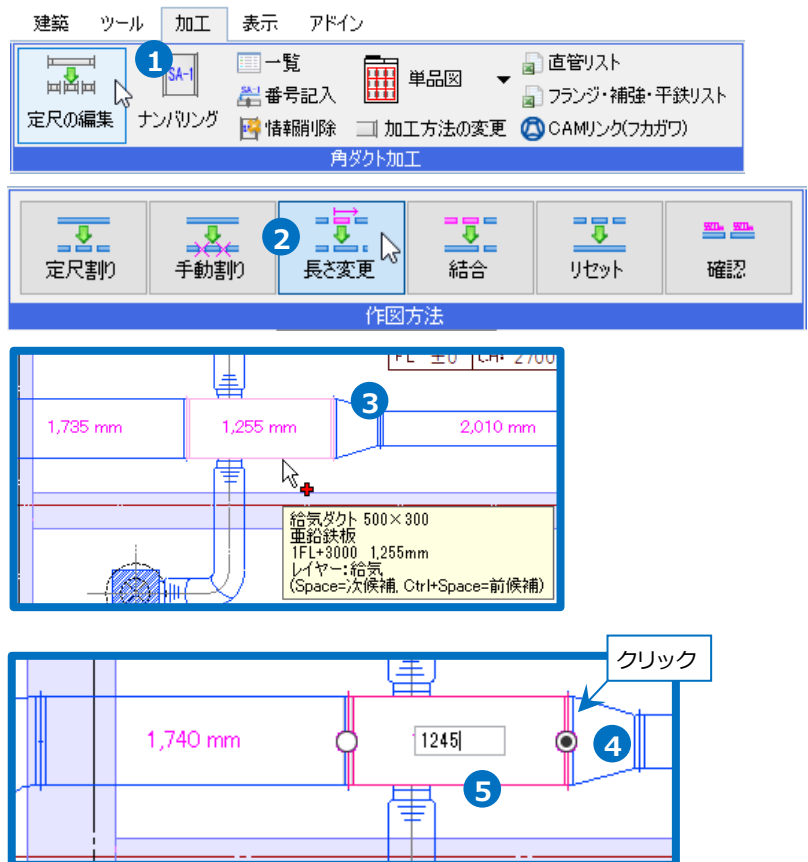 建築 ツール 加工 表示 アドイン
1
定尺の編集
SA-1
ナンバリング
一覧
番号記入
情報削除
単品図
加工方法の変更
直管リスト
フランジ・補強・平鉄リスト
CAMリンク(フカガワ)
角ダクト加工
定尺割り
手動割り
2
長さ変更
結合
リセット
確認
作図方法
FL ±0 CH: 2700
3
1,735 mm 1,255 mm 2,010 mm
給気ダクト 500×300
亜鉛鉄板
1FL+3000 1,255mm
レイヤー:給気
(Space=次候補, Ctrl+Space=前候補)
クリック
1,740 mm 1245 4
5